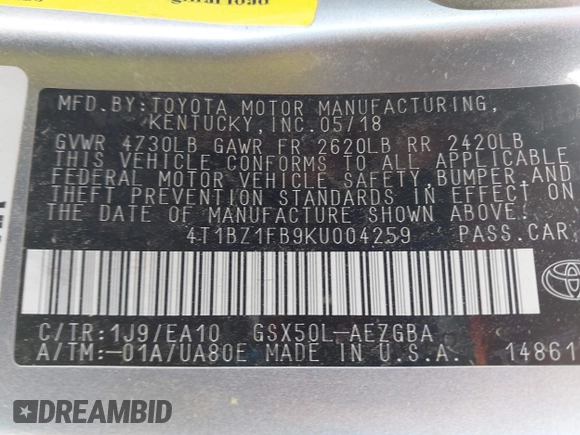 MFD.BY:TOYOTA MOTOR MANUFACTURING,
KENTUCKY,INC.05/18
GVWR 4730LB GAWR FR 2620LB RR 2420LB
THIS VEHICLE CONFORMS TO ALL APPLICABLE
FEDERAL MOTOR VEHICLE SAFETY,BUMPER,AND
THEFT PREVENTION STANDARDS IN EFFECT ON
THE DATE OF MANUFACTURE SHOWN ABOVE.
4T1BZ1FB9KU004259 PASS.CAR
C/TR:1J9/EA10 GSX50L-AEZGBA
A/TM:-01A/UA80E MADE IN U.S.A. 14861
DREAMBID